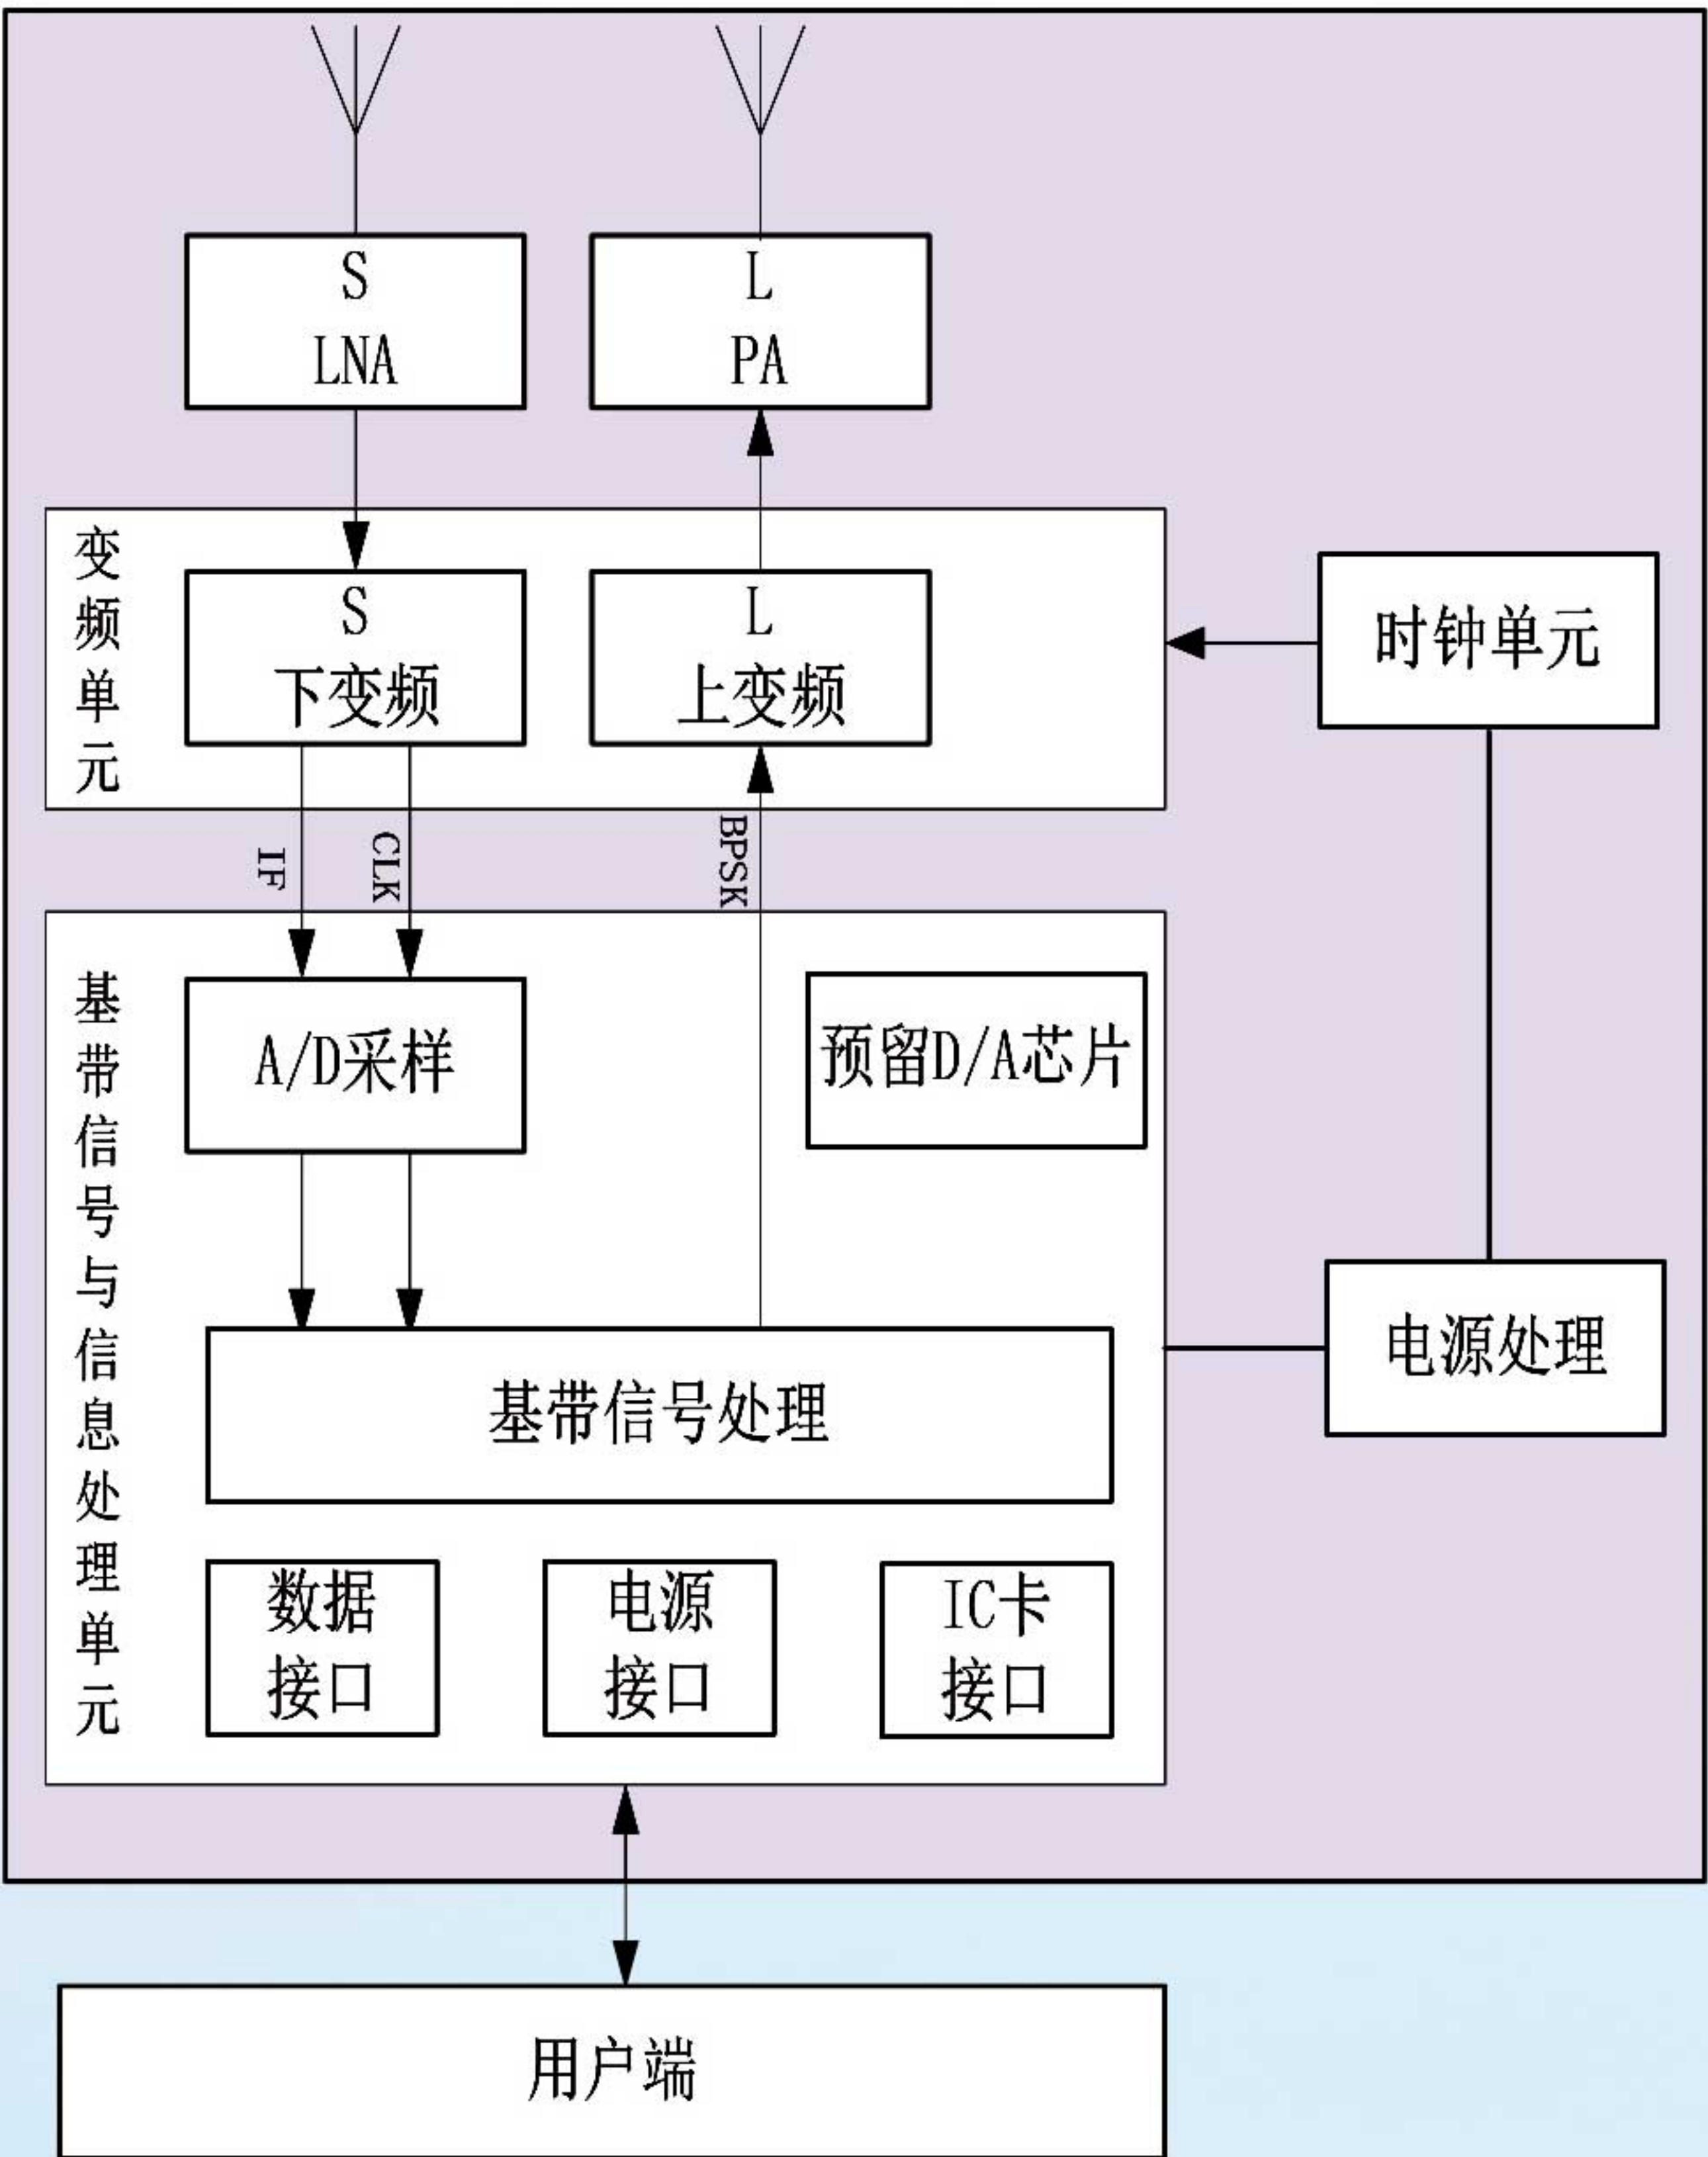 S
LNA
L
PA
变频单元
S
下变频
L
上变频
时钟单元
IF
CLK
BPSK
基带信号与信息处理单元
A/D采样
预留D/A芯片
基带信号处理
电源处理
数据
接口
电源
接口
IC卡
接口
用户端